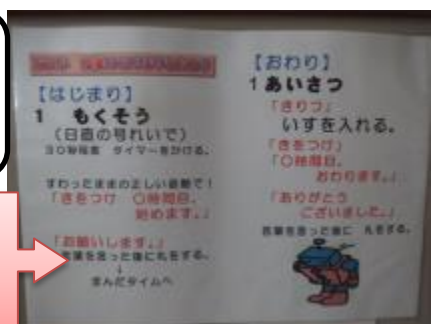 【はじまり】
1 もくそう
(日直の号れいで)
30秒程度 タイマーをかける。
すわったままの正しい姿勢で!
「きをつけ ○時間目、
始めます。」
「お願いします。」
言葉を言った後に礼をする。
↓
まんだタイムへ
【おわり】
1 あいさつ
「きりつ」
いすを入れる。
「きをつけ」
「○時間目、
おわります。」
「ありがとう
ございました。」
言葉を言った後に 礼をする。